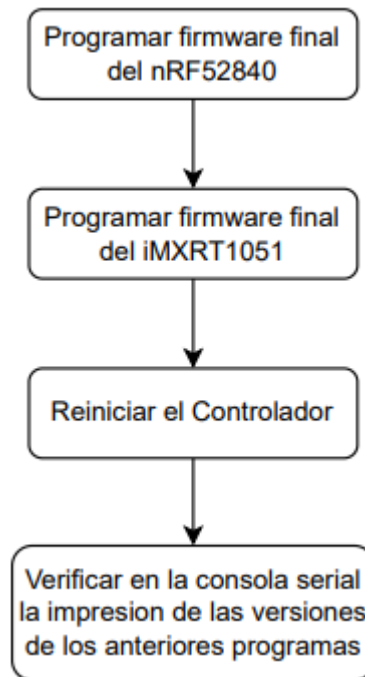 Programar firmware final
del nRF52840
Programar firmware final
del iMXRT1051
Reiniciar el Controlador
Verificar en la consola serial
la impresion de las versiones
de los anteriores programas